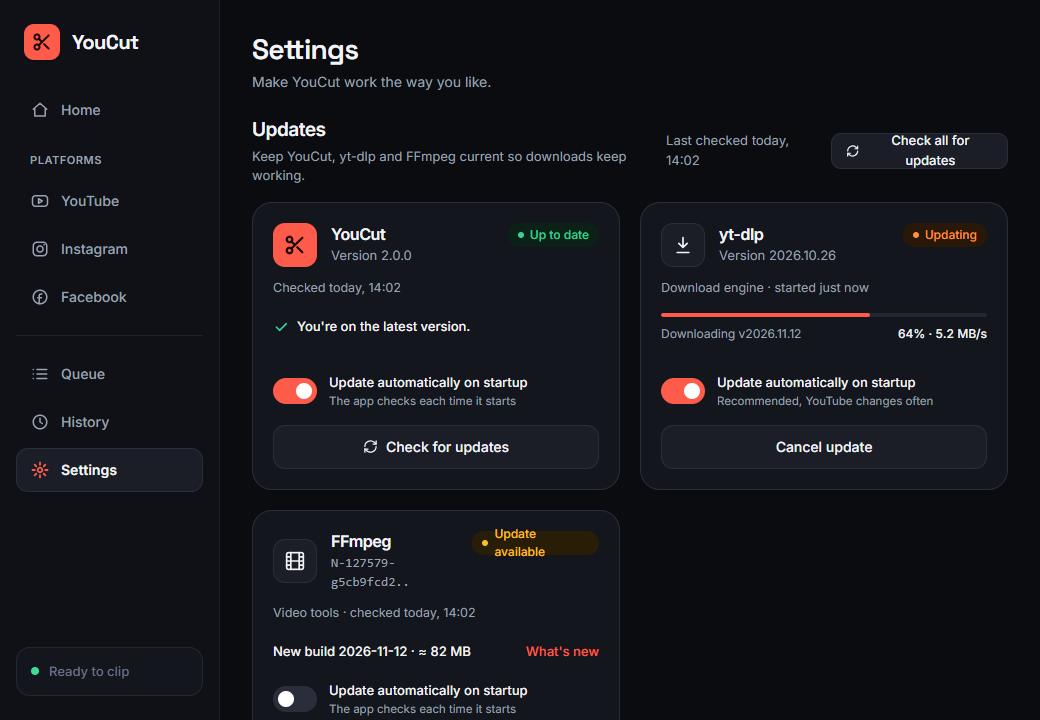 YouCut
Home
PLATFORMS
YouTube
Instagram
Facebook
Queue
History
Settings
Ready to clip
Settings
Make YouCut work the way you like.
Updates
Keep YouCut, yt-dlp and FFmpeg current so downloads keep
working.
Last checked today,
14:02
Check all for
updates
YouCut
Version 2.0.0
Up to date
Checked today, 14:02
You're on the latest version.
Update automatically on startup
The app checks each time it starts
Check for updates
yt-dlp
Version 2026.10.26
Updating
Download engine · started just now
Downloading v2026.11.12
64% · 5.2 MB/s
Update automatically on startup
Recommended, YouTube changes often
Cancel update
FFmpeg
N-127579-
g5cb9fcd2..
Update
available
Video tools · checked today, 14:02
New build 2026-11-12 · ≈ 82 MB
What's new
Update automatically on startup
The app checks each time it starts